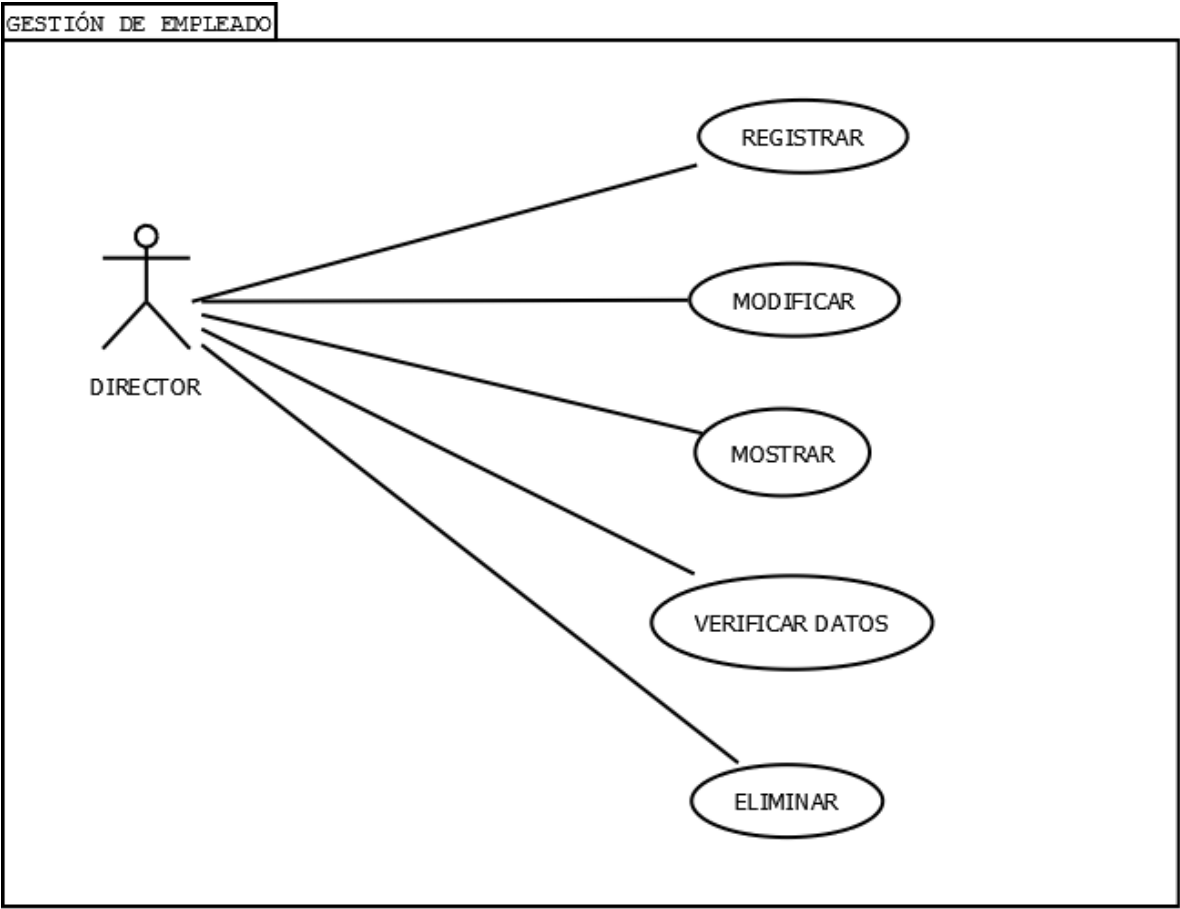 GESTIÓN DE EMPLEADO
REGISTRAR
MODIFICAR
DIRECTOR
MOSTRAR
VERIFICAR DATOS
ELIMINAR